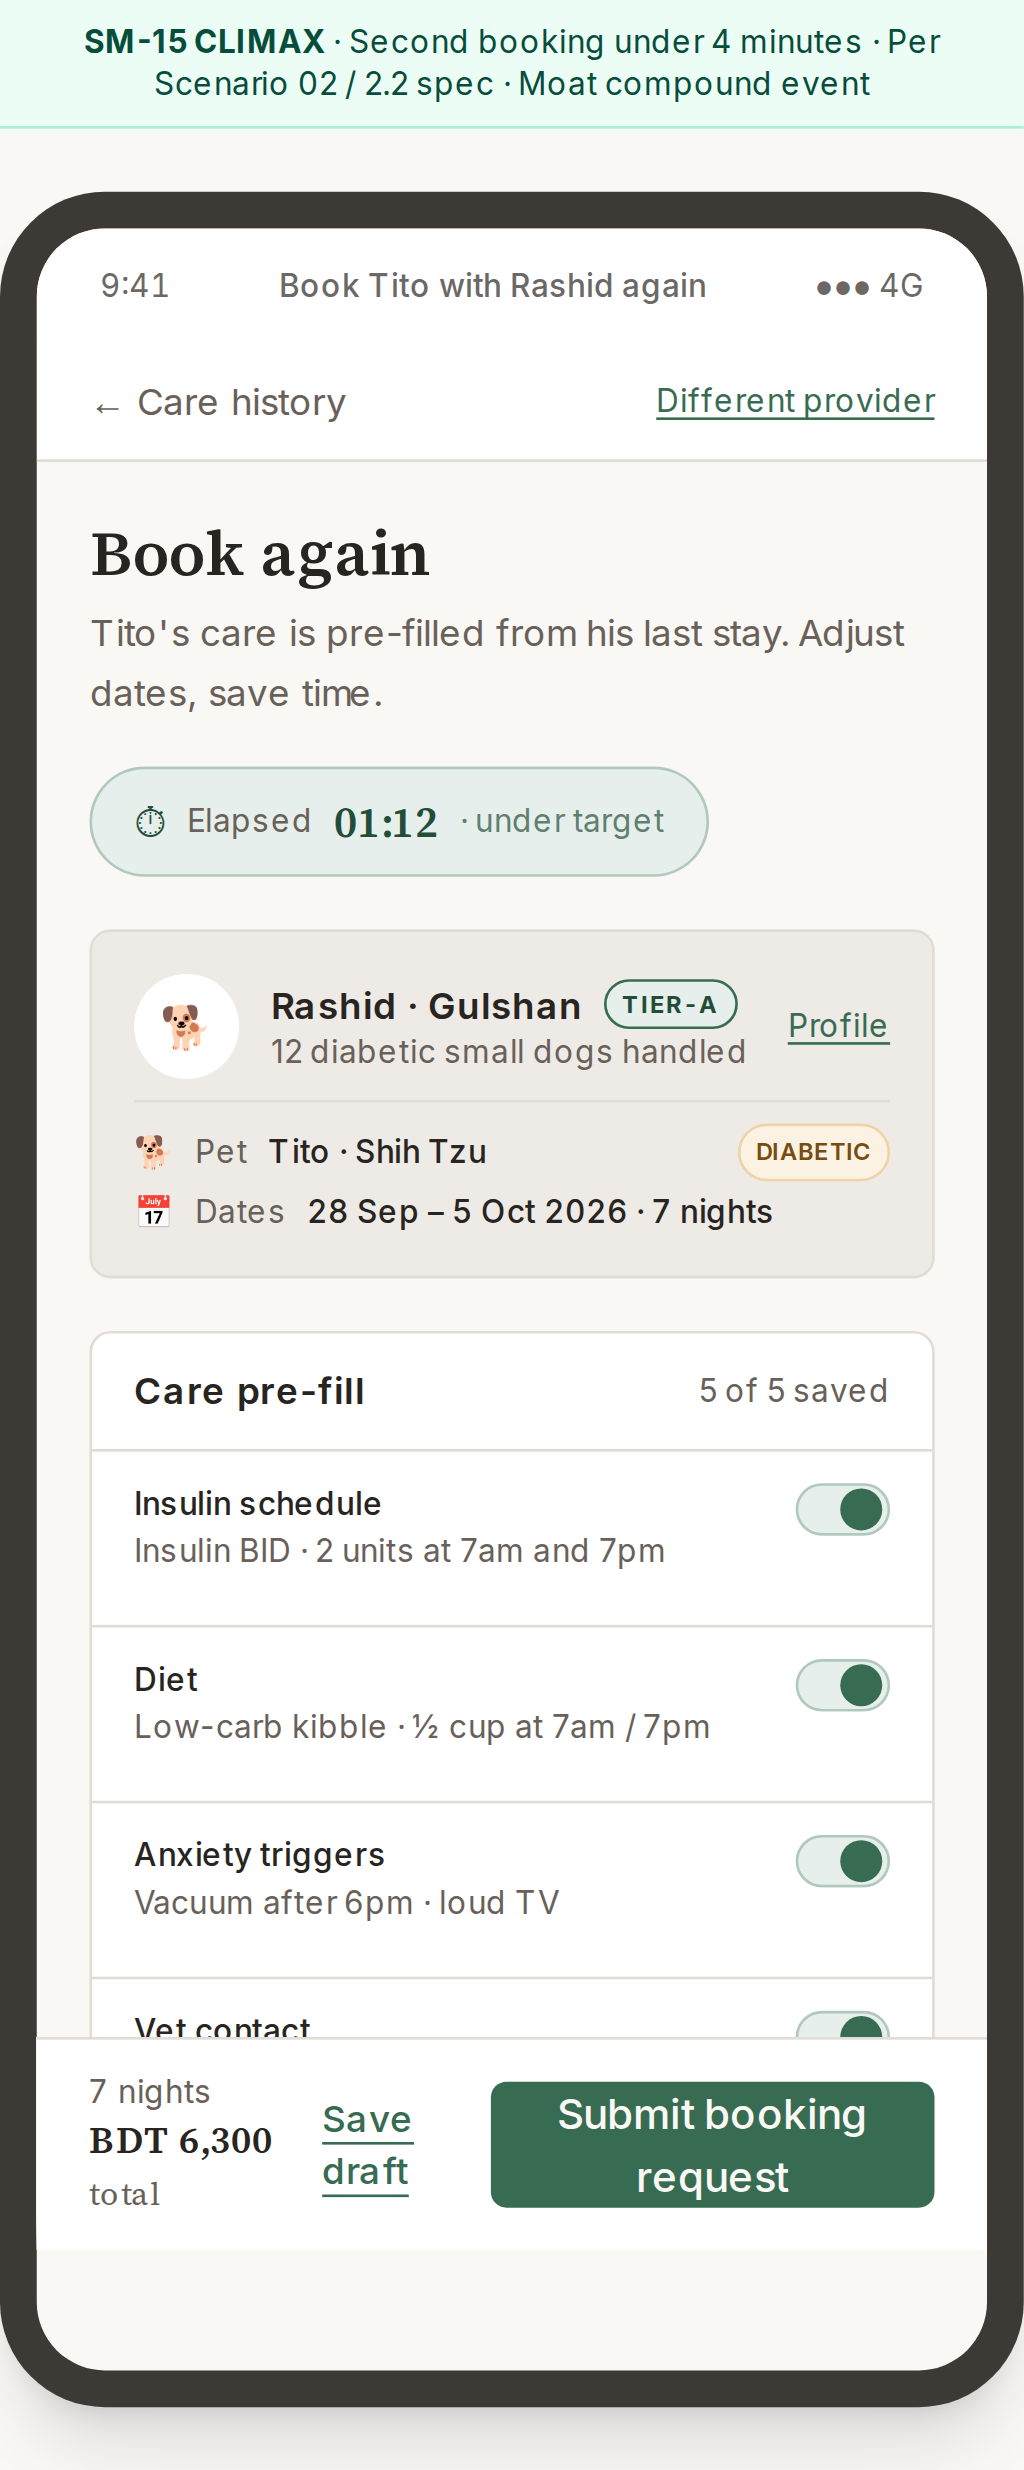 SM-15 CLIMAX · Second booking under 4 minutes · Per
Scenario 02 / 2.2 spec · Moat compound event
9:41 Book Tito with Rashid again ●●● 4G
← Care history Different provider
Book again
Tito's care is pre-filled from his last stay. Adjust
dates, save time.
⏱ Elapsed 01:12 · under target
Rashid · Gulshan TIER-A
12 diabetic small dogs handled
Profile
Pet Tito · Shih Tzu DIABETIC
Dates 28 Sep – 5 Oct 2026 · 7 nights
Care pre-fill 5 of 5 saved
Insulin schedule
Insulin BID · 2 units at 7am and 7pm
Diet
Low-carb kibble · ½ cup at 7am / 7pm
Anxiety triggers
Vacuum after 6pm · loud TV
Vet contact
7 nights
BDT 6,300
total
Save
draft
Submit booking
request